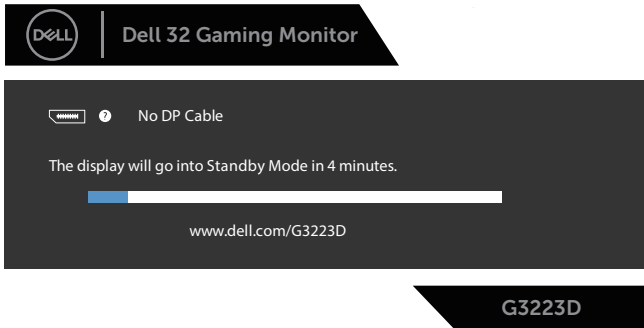 DELL
Dell 32 Gaming Monitor
? No DP Cable
The display will go into Standby Mode in 4 minutes.
www.dell.com/G3223D
G3223D